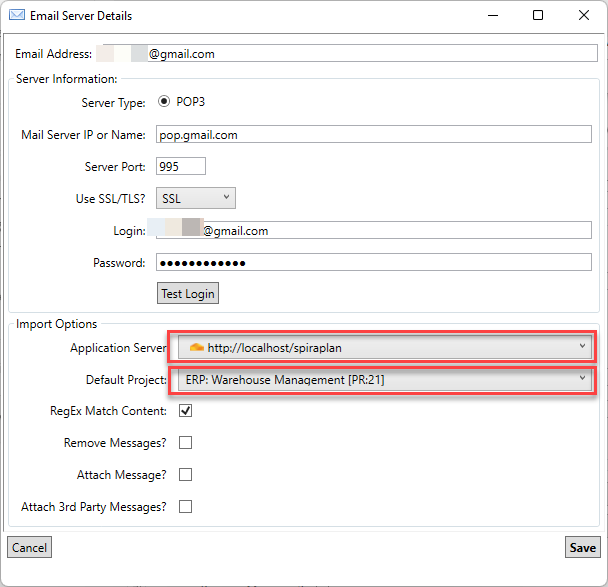 Email Server Details
Email Address: @gmail.com
Server Information:
Server Type: POP3
Mail Server IP or Name: pop.gmail.com
Server Port: 995
Use SSL/TLS? SSL
Login: @gmail.com
Password: ●●●●●●●●●●●●
Test Login
Import Options
Application Server http://localhost/spiraplan
Default Project: ERP: Warehouse Management [PR:21]
RegEx Match Content:
Remove Messages?
Attach Message?
Attach 3rd Party Messages?
Cancel Save